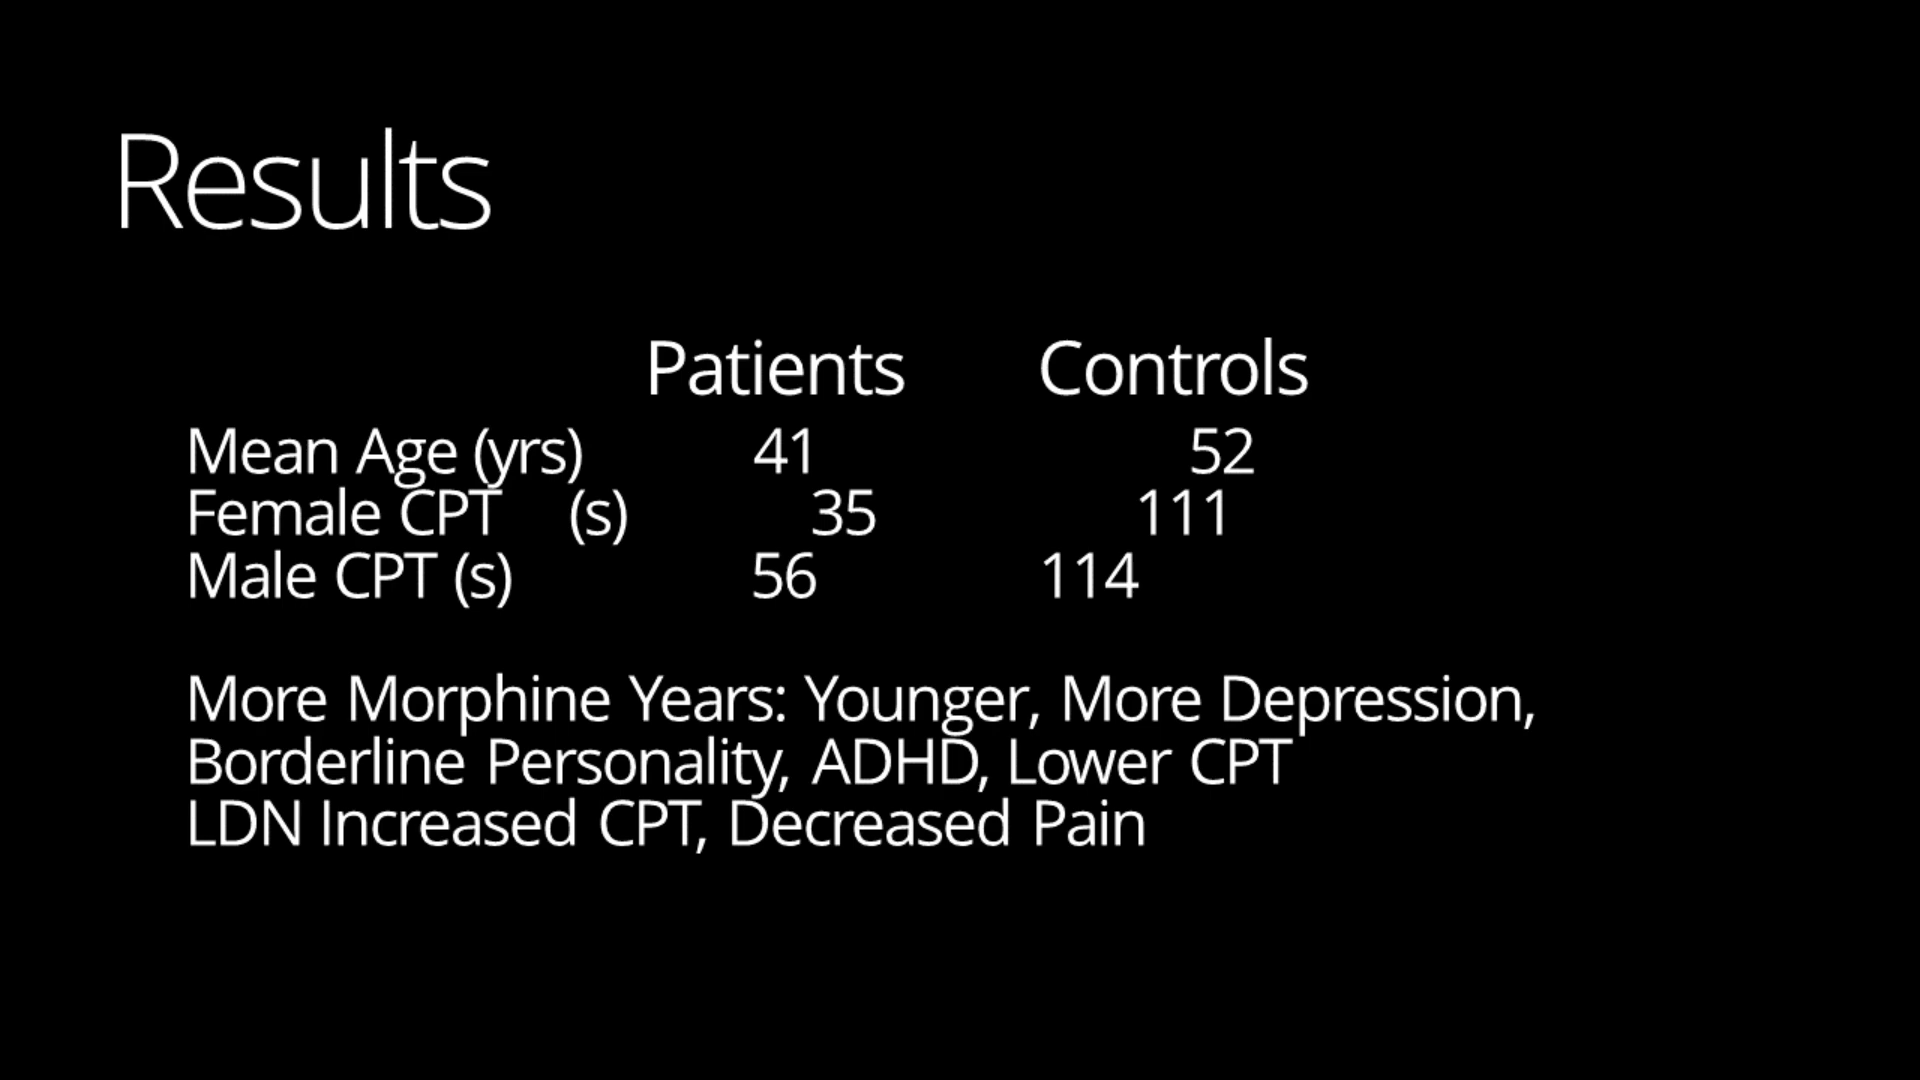 Results
Patients Controls
Mean Age (yrs) 41 52
Female CPT (s) 35 111
Male CPT (s) 56 114
More Morphine Years: Younger, More Depression,
Borderline Personality, ADHD, Lower CPT
LDN Increased CPT, Decreased Pain